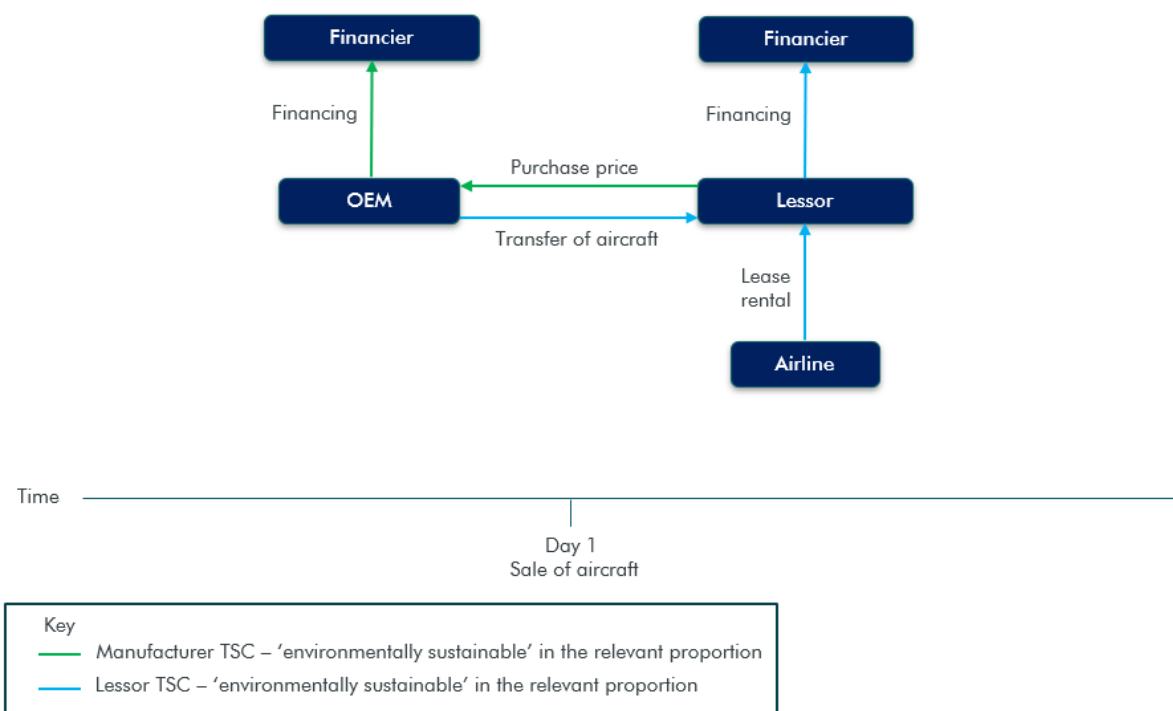 Financier
Financier
Financing
Financing
Purchase price
OEM
Lessor
Transfer of aircraft
Lease
rental
Airline
Time
Day 1
Sale of aircraft
Key
Manufacturer TSC – ‘environmentally sustainable’ in the relevant proportion
Lessor TSC – ‘environmentally sustainable’ in the relevant proportion